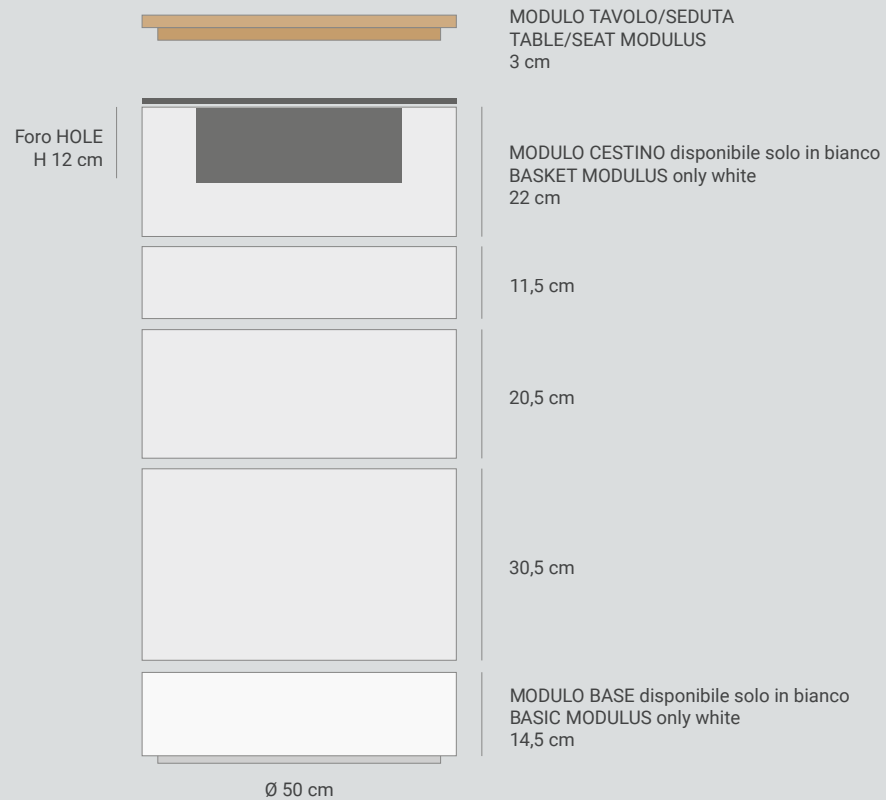 MODULO TAVOLO/SEDUTA
TABLE/SEAT MODULUS
3 cm
Foro HOLE
H 12 cm
MODULO CESTINO disponibile solo in bianco
BASKET MODULUS only white
22 cm
11,5 cm
20,5 cm
30,5 cm
MODULO BASE disponibile solo in bianco
BASIC MODULUS only white
14,5 cm
Ø 50 cm